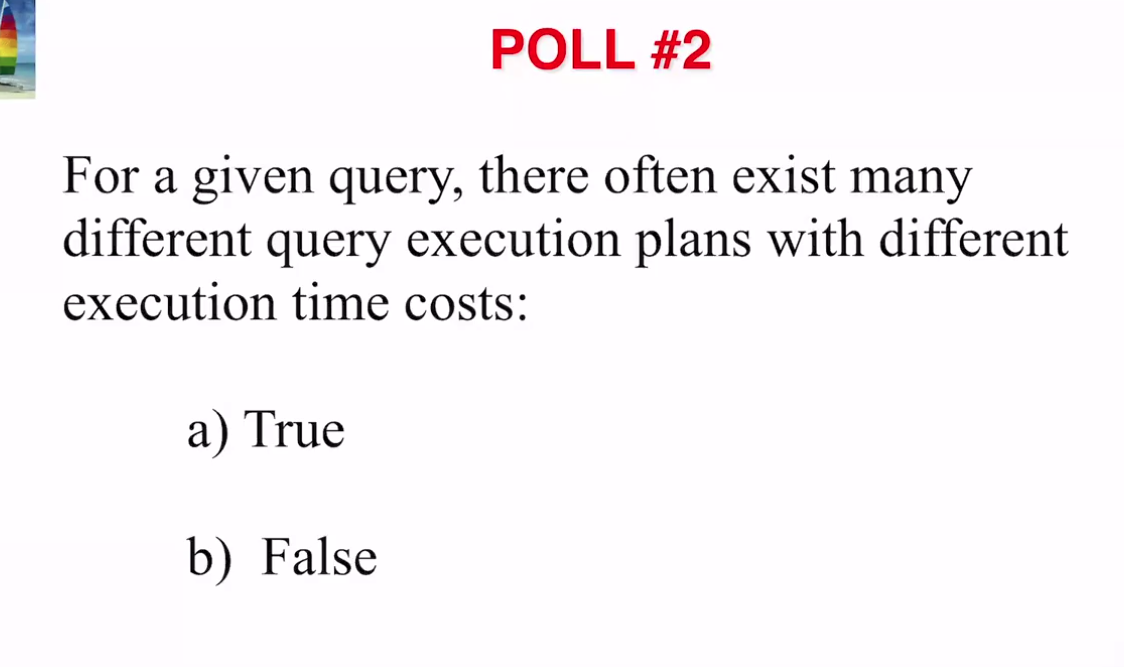 POLL #2
For a given query, there often exist many
different query execution plans with different
execution time costs:
a) True
b) False